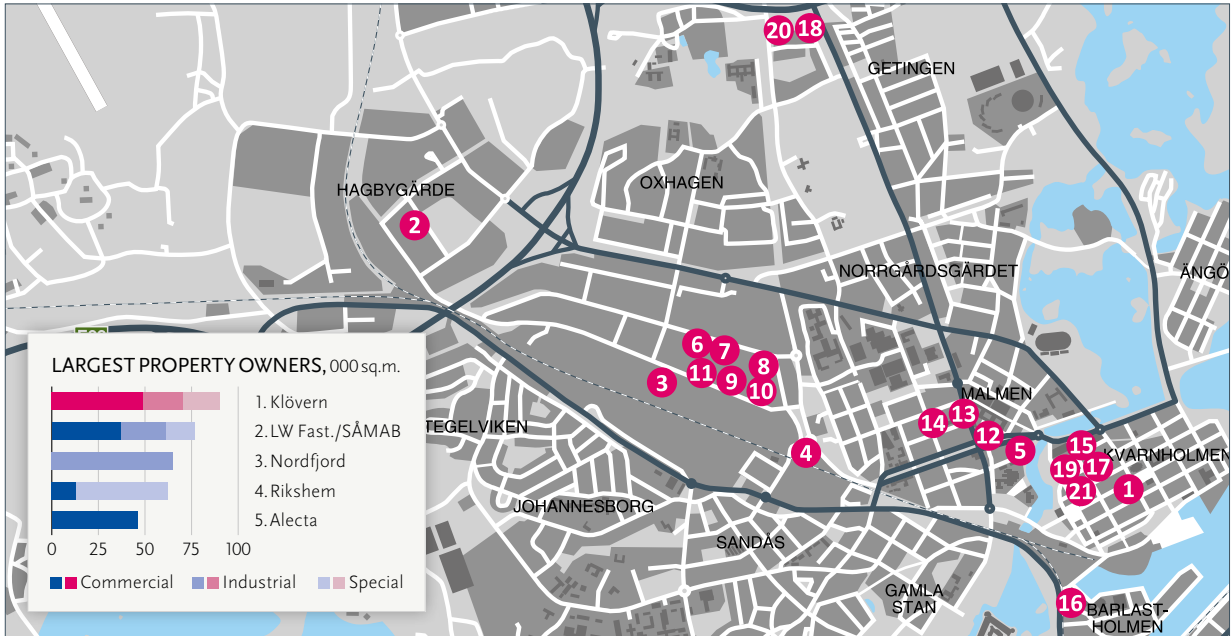 20 18
GETINGEN
OXHAGEN
HAGBYGÄRDE
2
NORRGÅRDSGÄRDET
ÄNGÖ
6 7
8
11 9 10
3
MALMEN
13
14
12
5
4
15
KVARNHOLMEN
19 17
21 1
TEGELVIKEN
JOHANNESBORG
SANDÅS
GAMLA
STAN
16
BARLAST-
HOLMEN
LARGEST PROPERTY OWNERS, 000 sq.m.
1. Klövern
2. LW Fast./SÅMAB
3. Nordfjord
4. Rikshem
5. Alecta
0 25 50 75 100
Commercial Industrial Special